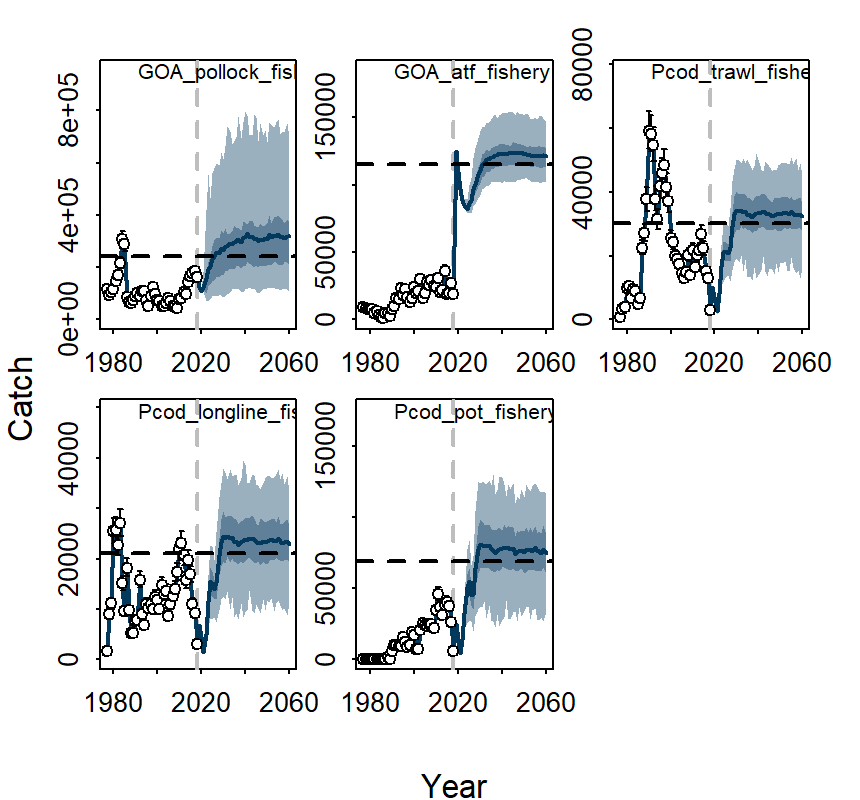 GOA_pollock_fish
GOA_atf_fishery
Pcod_trawl_fishe
0e+00 4e+05 8e+05
0 50000 150000
0 40000 80000
1980 2020 2060
1980 2020 2060
1980 2020 2060
Catch
Pcod_longline_fis
Pcod_pot_fishery
0 20000 40000
0 50000 150000
1980 2020 2060
1980 2020 2060
Year